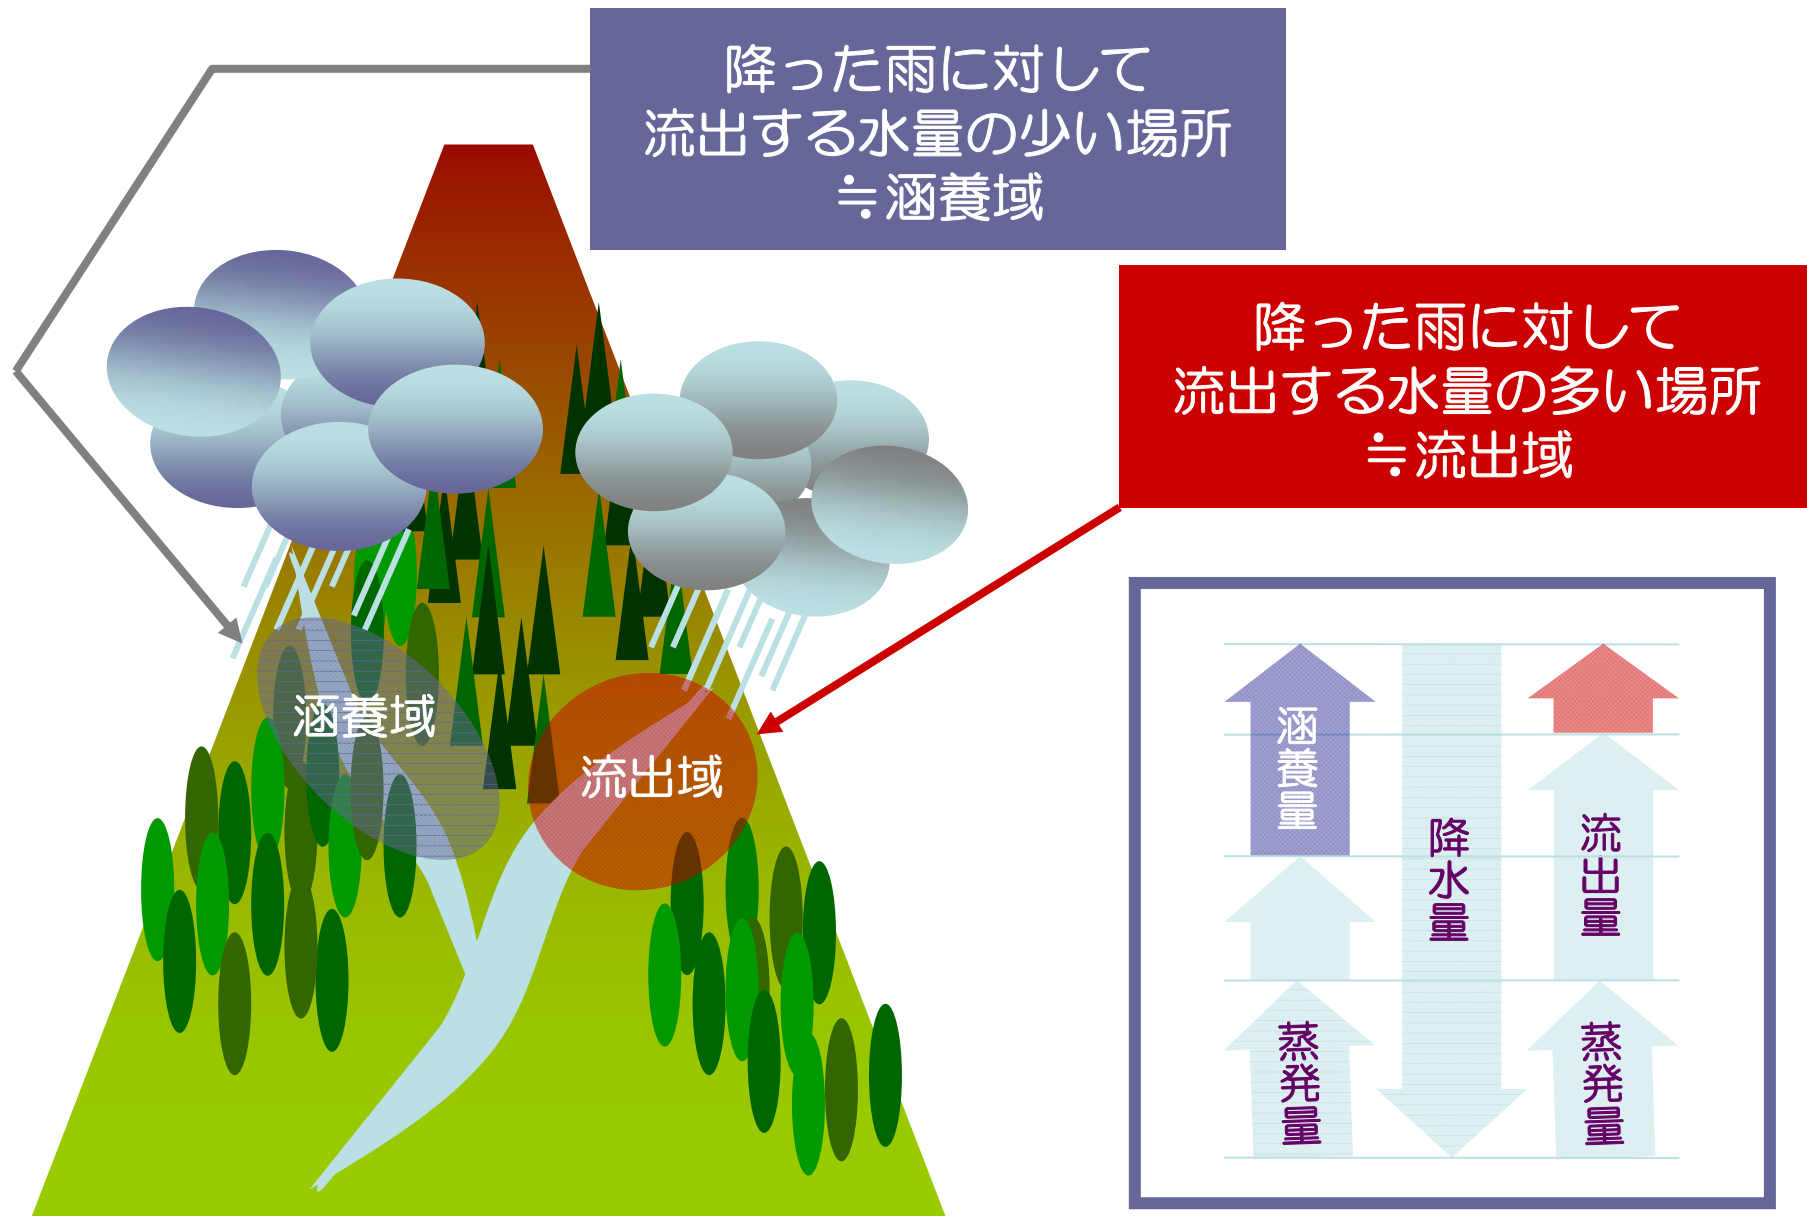 降った雨に対して
流出する水量の少い場所
≒涵養域
降った雨に対して
流出する水量の多い場所
≒流出域
涵養域
流出域
涵養量
降水量
流出量
蒸発量
蒸発量